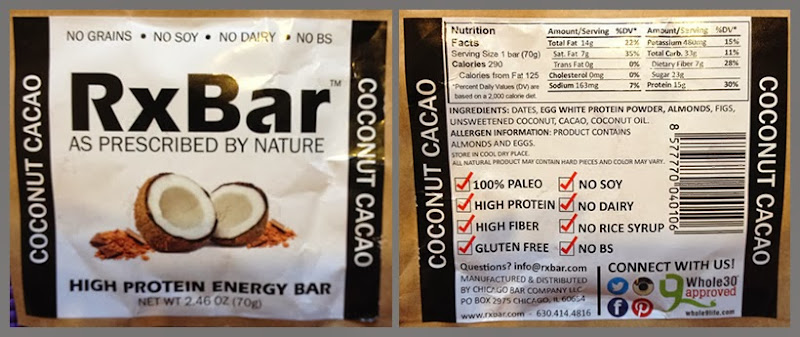 NO GRAINS • NO SOY • NO DAIRY • NO BS
RxBar™
AS PRESCRIBED BY NATURE
COCONUT CACAO
COCONUT CACAO
HIGH PROTEIN ENERGY BAR
NET WT 2.46 OZ (70g)
COCONUT CACAO
COCONUT CACAO
Nutrition
Facts
Serving Size 1 bar (70g)
Calories 290
Calories from Fat 125
*Percent Daily Values (DV) are
based on a 2,000 calorie diet.
Amount/Serving %DV*
Total Fat 14g 22%
Sat. Fat 7g 35%
Trans Fat 0g 0%
Cholesterol 0mg 0%
Sodium 163mg 7%
Amount/Serving %DV*
Potassium 480mg 15%
Total Carb. 33g 11%
Dietary Fiber 7g 28%
Sugar 23g
Protein 15g 30%
INGREDIENTS: DATES, EGG WHITE PROTEIN POWDER, ALMONDS, FIGS,
UNSWEETENED COCONUT, CACAO, COCONUT OIL.
ALLERGEN INFORMATION: PRODUCT CONTAINS
ALMONDS AND EGGS.
STORE IN COOL DRY PLACE.
ALL NATURAL PRODUCT MAY CONTAIN HARD PIECES AND COLOR MAY VARY.
8 57777 00401 06
100% PALEO
HIGH PROTEIN
HIGH FIBER
GLUTEN FREE
NO SOY
NO DAIRY
NO RICE SYRUP
NO BS
Questions? info@rxbar.com
MANUFACTURED & DISTRIBUTED
BY CHICAGO BAR COMPANY LLC
PO BOX 2975 CHICAGO, IL 60654
www.rxbar.com - 630.414.4816
CONNECT WITH US!
Whole30®
approved
whole9life.com